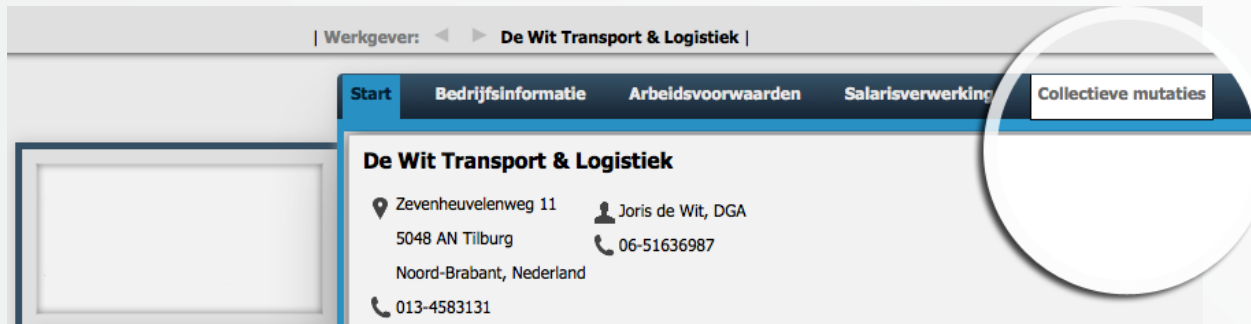 | Werkgever: De Wit Transport & Logistiek |
Start Bedrijfsinformatie Arbeidsvoorwaarden Salarisverwerking Collectieve mutaties
De Wit Transport & Logistiek
Zevenheuvelenweg 11 Joris de Wit, DGA
5048 AN Tilburg 06-51636987
Noord-Brabant, Nederland
013-4583131